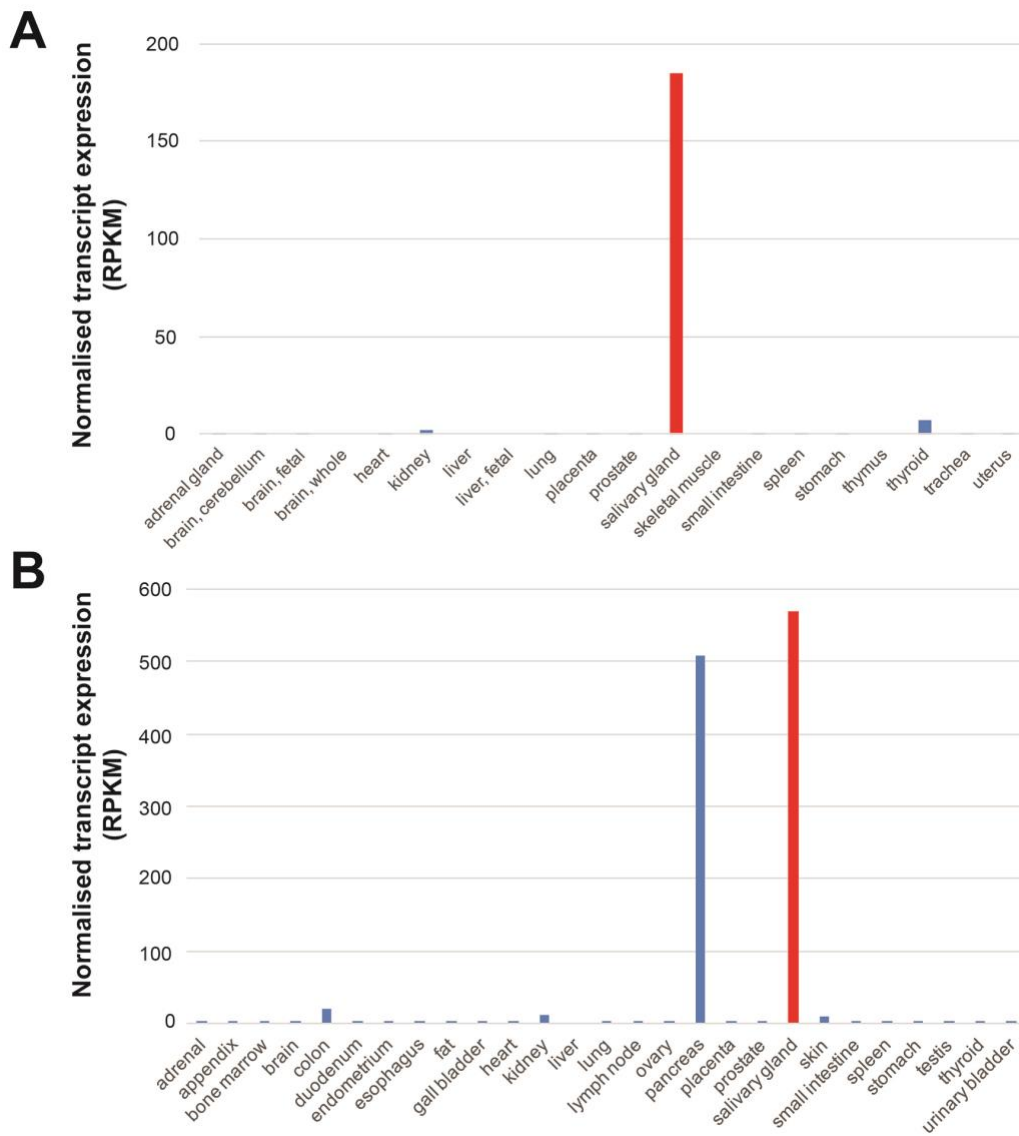 A
Normalised transcript expression
(RPKM)
200
150
100
50
0
adrenal gland
brain, cerebellum
brain, fetal
brain, whole
heart
kidney
liver
liver, fetal
lung
placenta
prostate
salivary gland
skeletal muscle
small intestine
spleen
stomach
thymus
thyroid
trachea
uterus
B
Normalised transcript expression
(RPKM)
600
500
400
300
200
100
0
adrenal
appendix
bone marrow
brain
colon
duodenum
endometrium
esophagus
fat
gall bladder
heart
kidney
liver
lung
lymph node
ovary
pancreas
placenta
prostate
salivary gland
skin
small intestine
spleen
stomach
testis
thyroid
urinary bladder